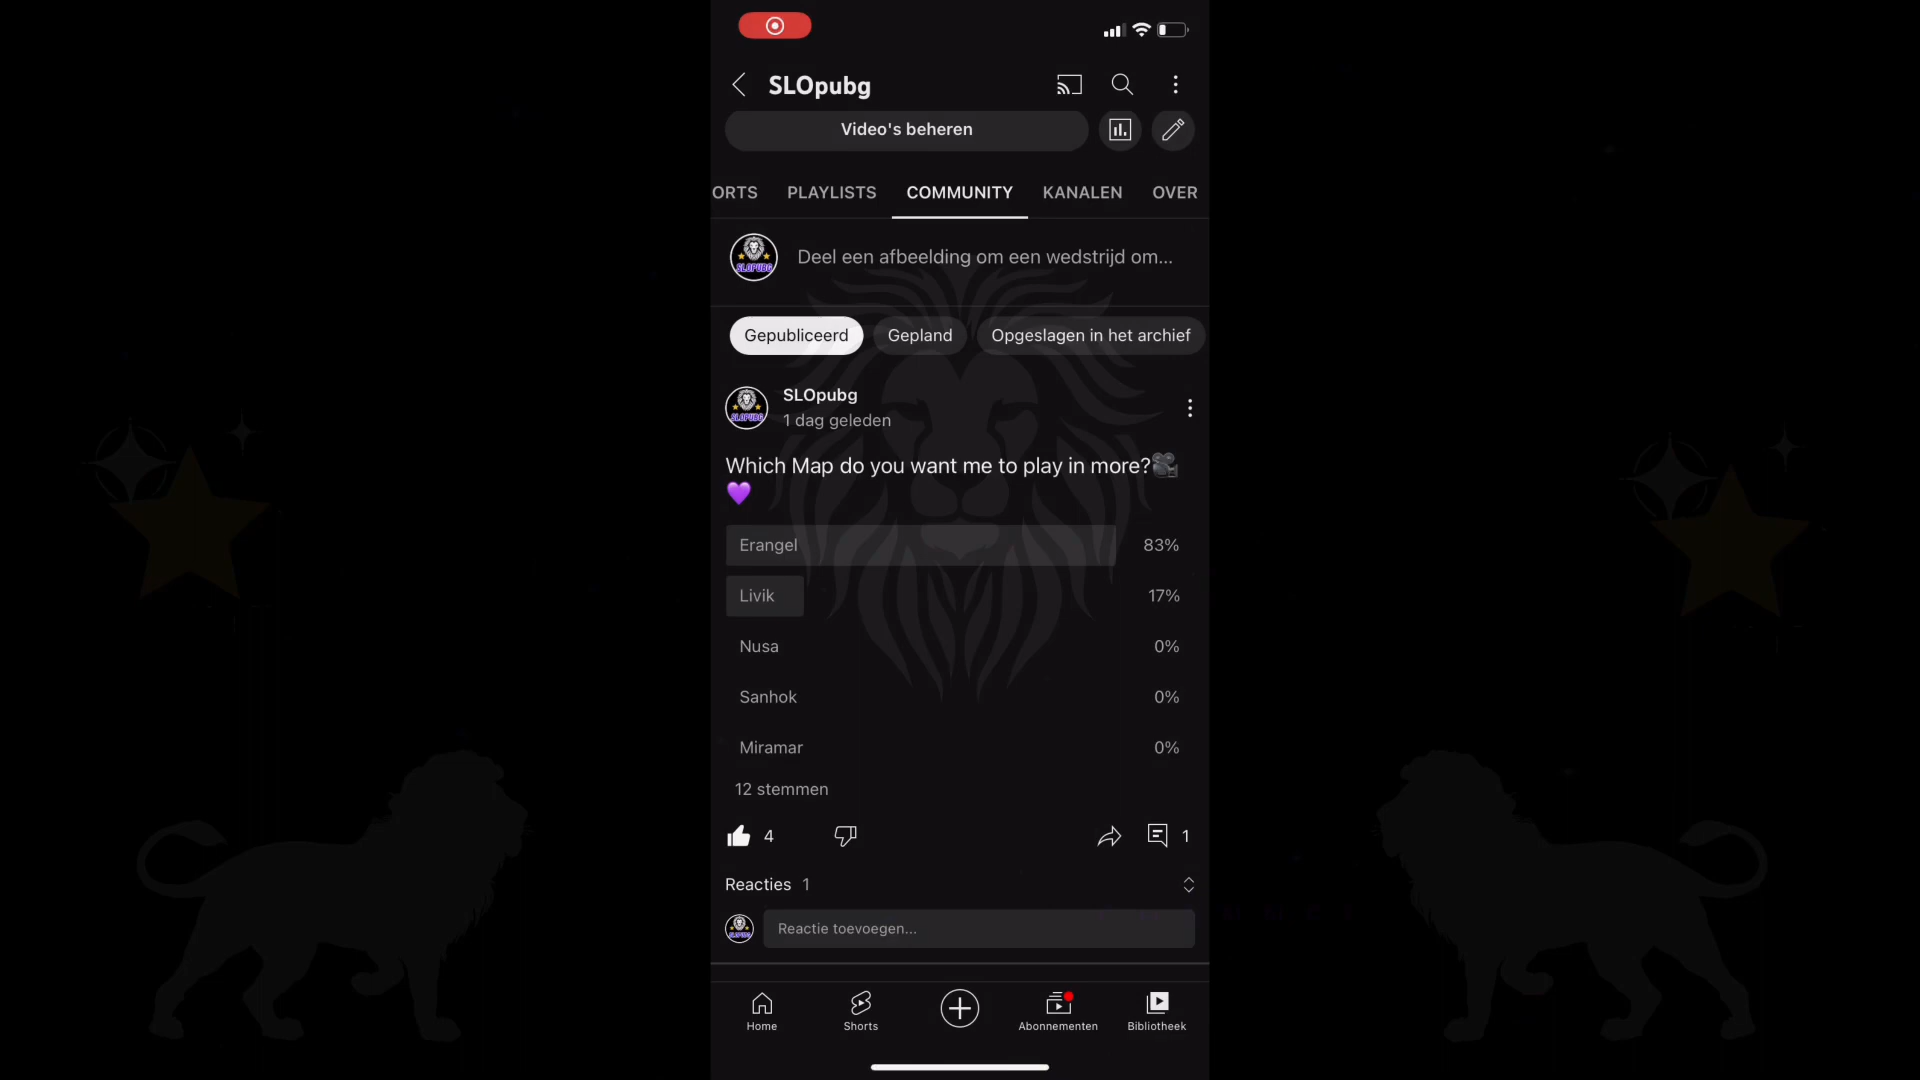 SLOpubg
Video's beheren
ORTS PLAYLISTS COMMUNITY KANALEN OVER
Deel een afbeelding om een wedstrijd om...
Gepubliceerd Gepland Opgeslagen in het archief
SLOpubg
1 dag geleden
Which Map do you want me to play in more?🎥
💜
Erangel 83%
Livik 17%
Nusa 0%
Sanhok 0%
Miramar 0%
12 stemmen
4 1
Reacties 1
Reactie toevoegen...
Home Shorts Abonnementen Bibliotheek